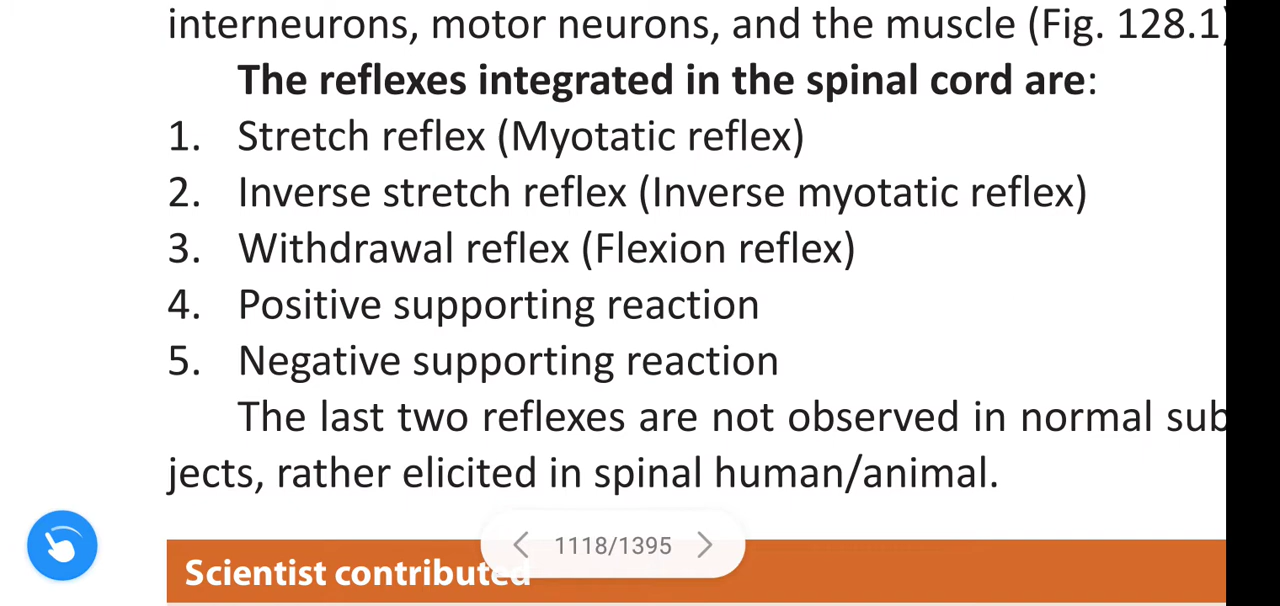 interneurons, motor neurons, and the muscle (Fig. 128.1)
The reflexes integrated in the spinal cord are:
1. Stretch reflex (Myotatic reflex)
2. Inverse stretch reflex (Inverse myotatic reflex)
3. Withdrawal reflex (Flexion reflex)
4. Positive supporting reaction
5. Negative supporting reaction
The last two reflexes are not observed in normal sub
jects, rather elicited in spinal human/animal.
1118/1395
Scientist contributed